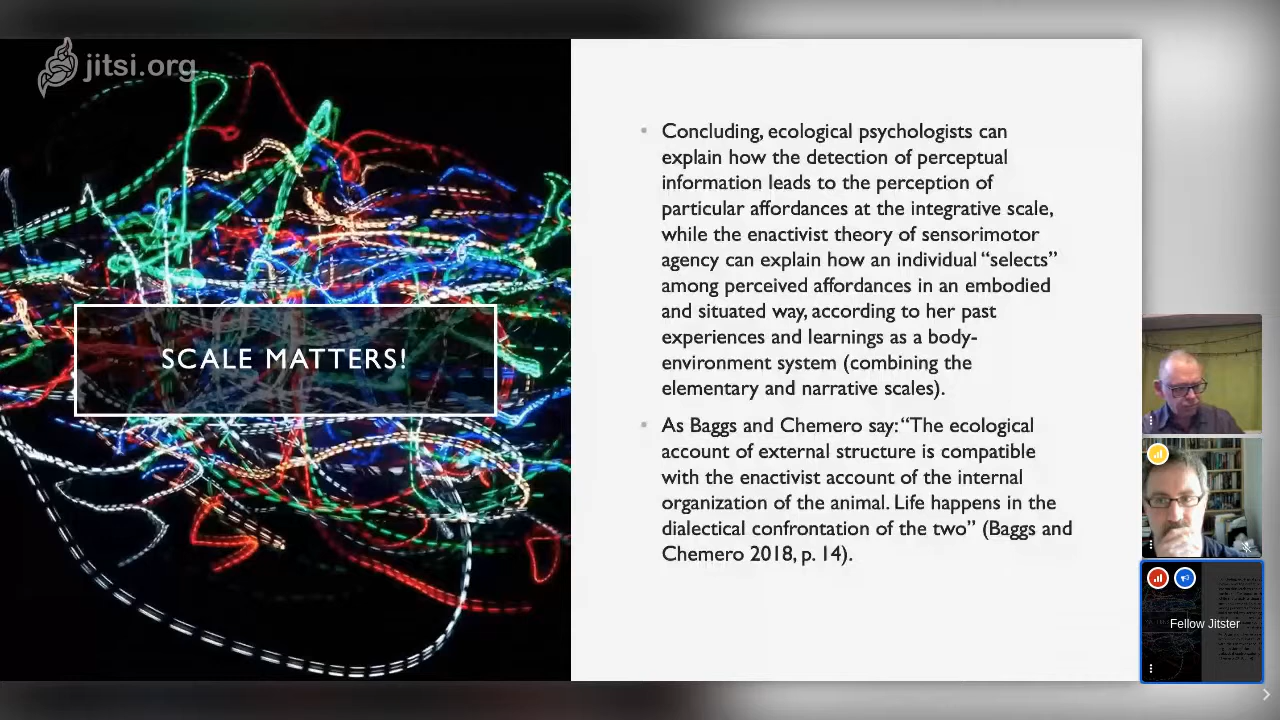 jitsi.org
SCALE MATTERS!
• Concluding, ecological psychologists can
explain how the detection of perceptual
information leads to the perception of
particular affordances at the integrative scale,
while the enactivist theory of sensorimotor
agency can explain how an individual “selects”
among perceived affordances in an embodied
and situated way, according to her past
experiences and learnings as a body-
environment system (combining the
elementary and narrative scales).
• As Baggs and Chemero say: “The ecological
account of external structure is compatible
with the enactivist account of the internal
organization of the animal. Life happens in the
dialectical confrontation of the two” (Baggs and
Chemero 2018, p. 14).
Fellow Jitster